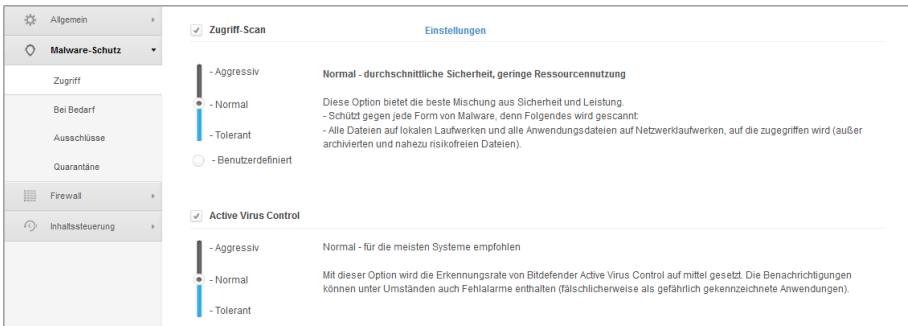 Allgemein
Malware-Schutz
Zugriff
Bei Bedarf
Ausschlüsse
Quarantäne
Firewall
Inhaltssteuerung
Zugriff-Scan
Einstellungen
- Aggressiv
- Normal
- Tolerant
- Benutzerdefiniert
Normal - durchschnittliche Sicherheit, geringe Ressourcennutzung
Diese Option bietet die beste Mischung aus Sicherheit und Leistung.
- Schützt gegen jede Form von Malware, denn Folgendes wird gescannt:
- Alle Dateien auf lokalen Laufwerken und alle Anwendungsdateien auf Netzwerklaufwerken, auf die zugegriffen wird (außer
archivierten und nahezu risikofreien Dateien).
Active Virus Control
- Aggressiv
- Normal
- Tolerant
Normal - für die meisten Systeme empfohlen
Mit dieser Option wird die Erkennungsrate von Bitdefender Active Virus Control auf mittel gesetzt. Die Benachrichtigungen
können unter Umständen auch Fehlalarme enthalten (fälschlicherweise als gefährlich gekennzeichnete Anwendungen).